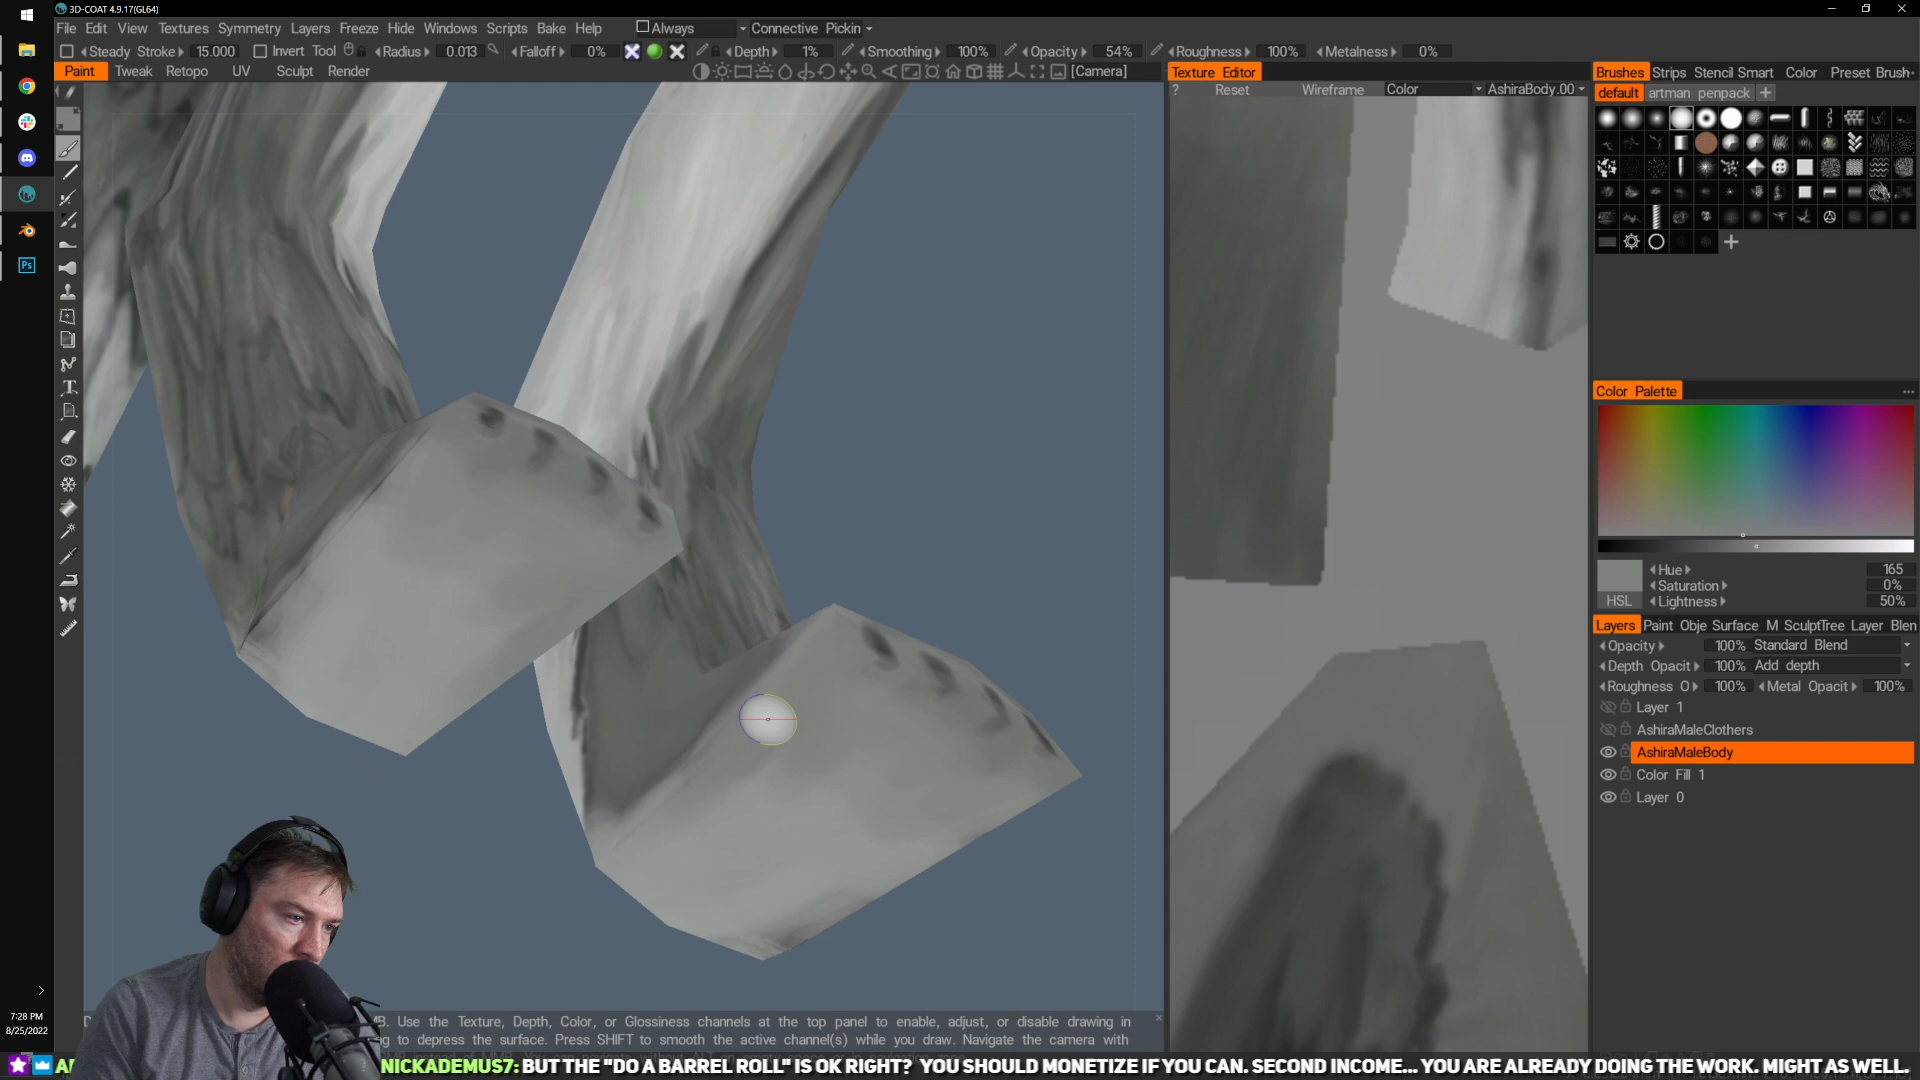 3D-COAT 4.9.17(GL64)
File Edit View Textures Symmetry Layers Freeze Hide Windows Scripts Bake Help Always Connective Pickin
Steady Stroke 15.000 Invert Tool Radius 0.013 Falloff 0% Depth 1% Smoothing 100% Opacity 54% Roughness 100% Metalness 0%
Paint Tweak Retopo UV Sculpt Render [Camera]
Texture Editor
? Reset Wireframe Color AshiraBody.00
Brushes Strips Stencil Smart Color Preset Brush
default artman penpack
Color Palette
Hue 165
Saturation 0%
HSL Lightness 50%
Layers Paint Obje Surface M SculptTree Layer Blen
Opacity 100% Standard Blend
Depth Opacit 100% Add depth
Roughness O 100% Metal Opacit 100%
Layer 1
AshiraMaleClothers
AshiraMaleBody
Color Fill 1
Layer 0
Ps
7:28 PM
8/25/2022
MB. Use the Texture, Depth, Color, or Glossiness channels at the top panel to enable, adjust, or disable drawing in
to depress the surface. Press SHIFT to smooth the active channel(s) while you draw. Navigate the camera with
NICKADEMUS7: BUT THE "DO A BARREL ROLL" IS OK RIGHT? YOU SHOULD MONETIZE IF YOU CAN. SECOND INCOME... YOU ARE ALREADY DOING THE WORK. MIGHT AS WELL.